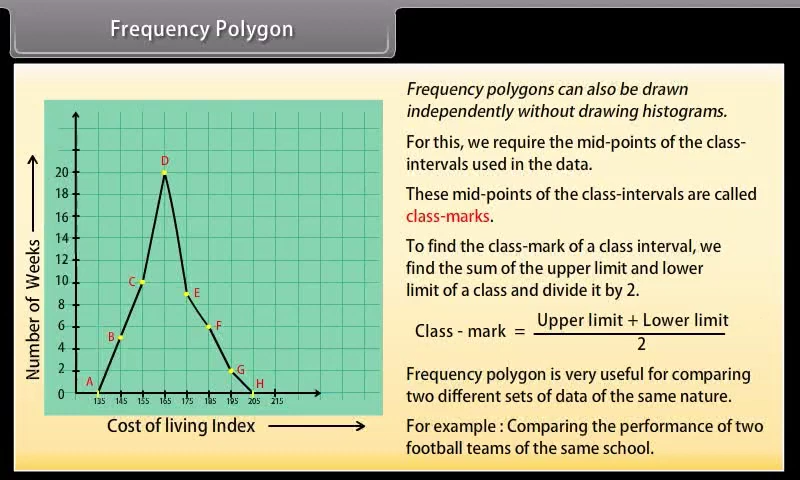 Frequency Polygon
Frequency polygons can also be drawn
independently without drawing histograms.
For this, we require the mid-points of the class-
intervals used in the data.
These mid-points of the class-intervals are called
class-marks.
To find the class-mark of a class interval, we
find the sum of the upper limit and lower
limit of a class and divide it by 2.
Class - mark = Upper limit + Lower limit
2
Frequency polygon is very useful for comparing
two different sets of data of the same nature.
For example : Comparing the performance of two
football teams of the same school.
Number of Weeks
20
18
16
14
12
10
8
6
4
2
0
A
B
C
D
E
F
G
H
135 145 155 165 175 185 195 205 215
Cost of living Index